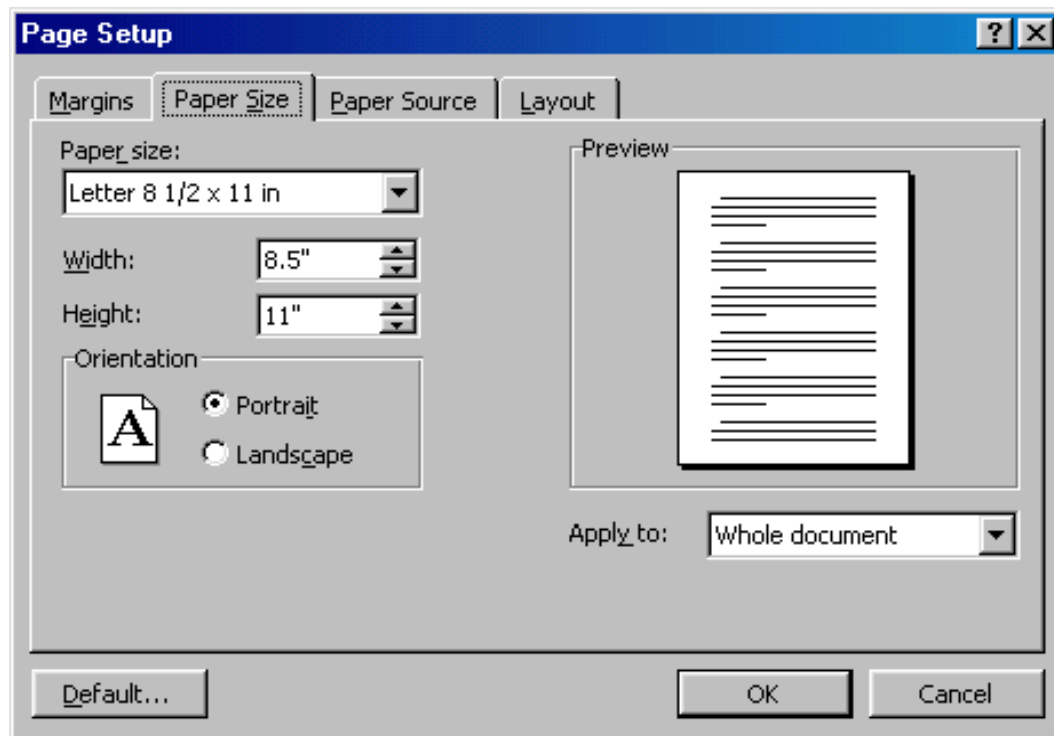 Page Setup
?
Margins
Paper Size
Paper Source
Layout
Paper size:
Letter 8 1/2 x 11 in
Width:
8.5"
Height:
11"
Orientation
A
Portrait
Landscape
Preview
Apply to:
Whole document
Default...
OK
Cancel